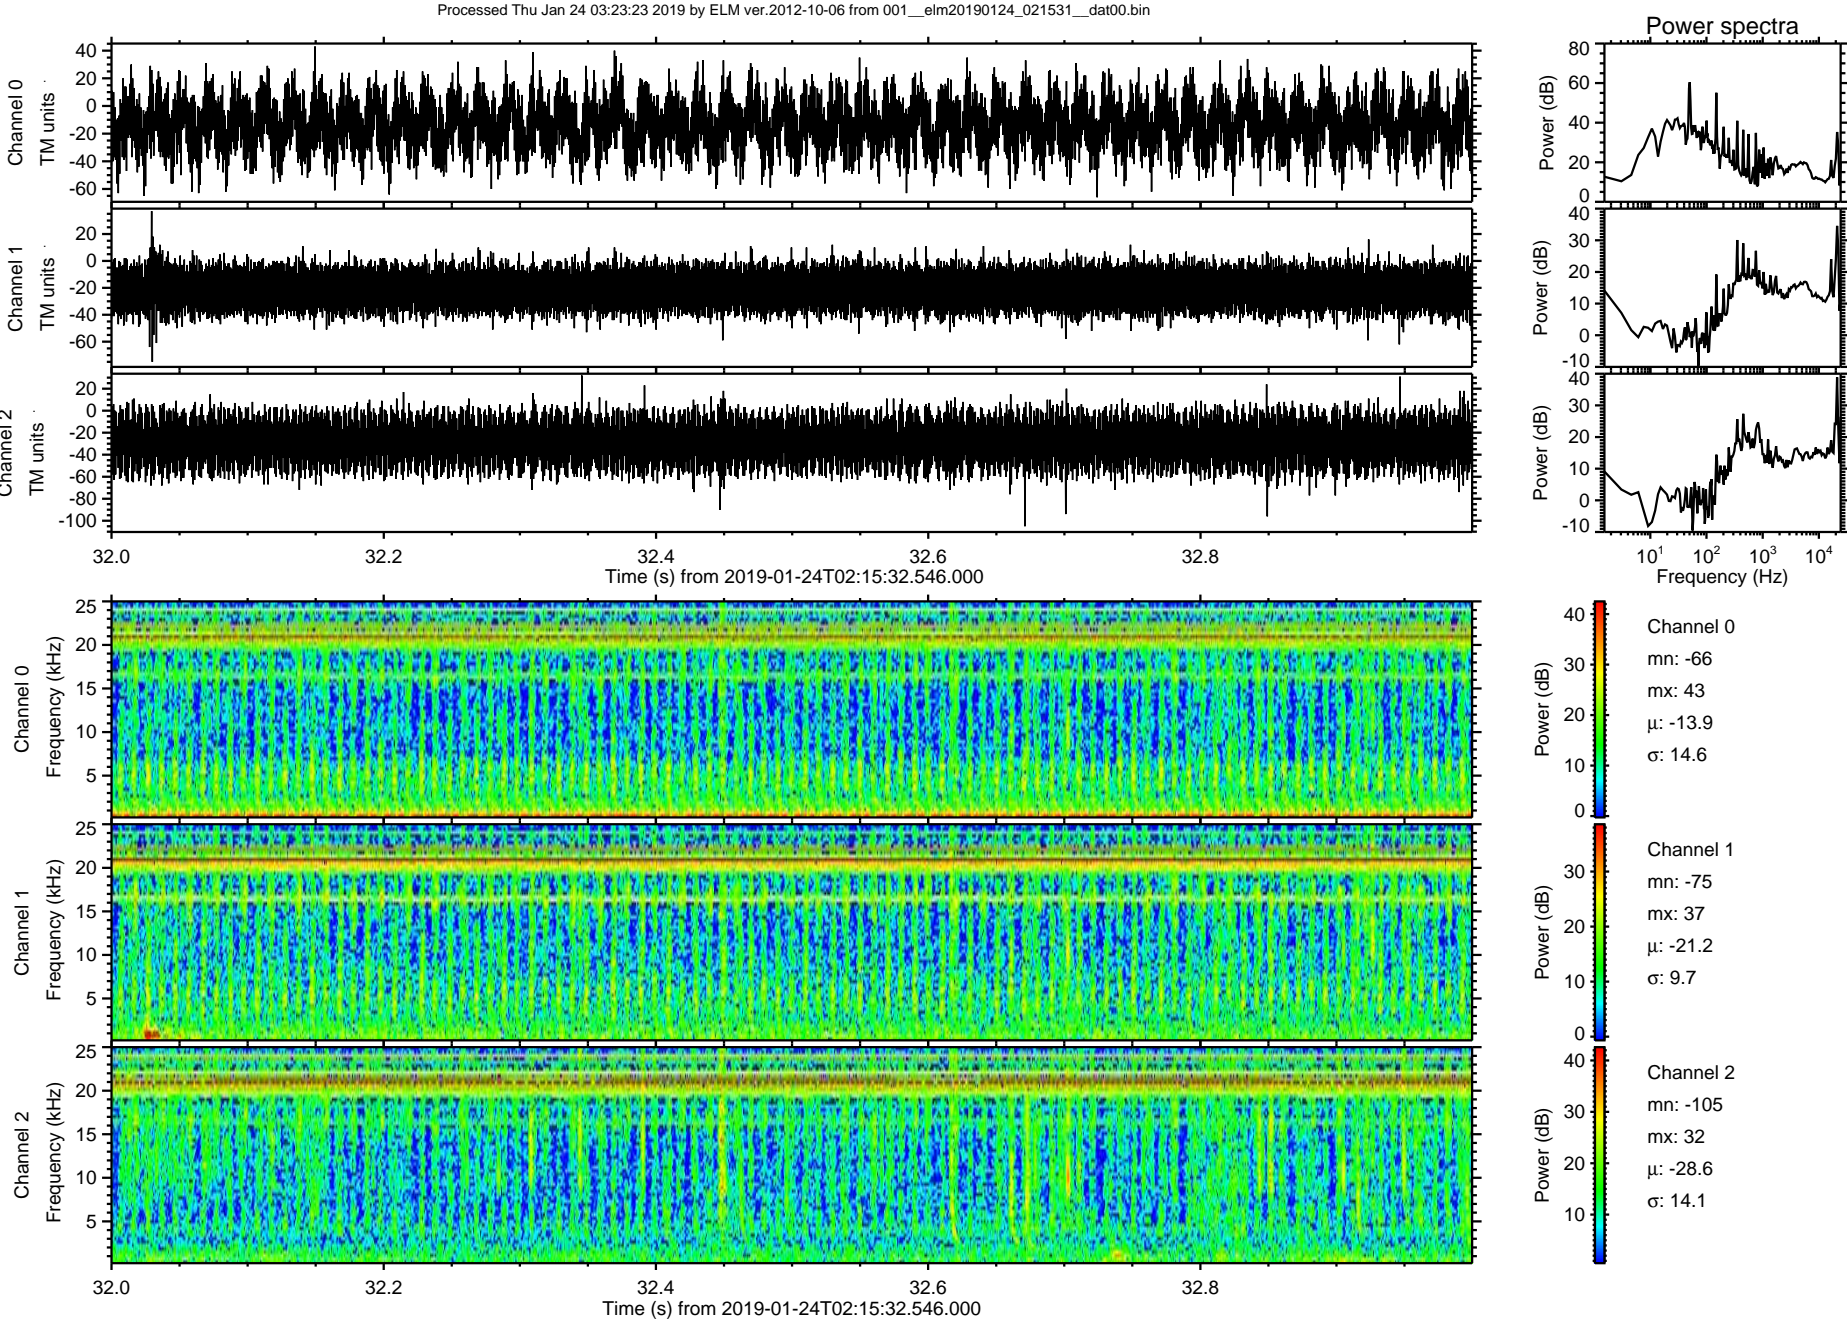 Processed Thu Jan 24 03:23:23 2019 by ELM ver.2012-10-06 from 001__elm20190124_021531__dat00.bin
Power spectra
Channel 0
TM units
40
20
0
-20
-40
-60
Power (dB)
80
60
40
20
0
Channel 1
TM units
20
0
-20
-40
-60
Power (dB)
40
30
20
10
0
-10
Channel 2
TM units
20
0
-20
-40
-60
-80
-100
Power (dB)
40
30
20
10
0
-10
32.0 32.2 32.4 32.6 32.8
Time (s) from 2019-01-24T02:15:32.546.000
10^1 10^2 10^3 10^4
Frequency (Hz)
Channel 0
Frequency (kHz)
25
20
15
10
5
Power (dB)
40
30
20
10
0
Channel 0
mn: -66
mx: 43
μ: -13.9
σ: 14.6
Channel 1
Frequency (kHz)
25
20
15
10
5
Power (dB)
30
20
10
0
Channel 1
mn: -75
mx: 37
μ: -21.2
σ: 9.7
Channel 2
Frequency (kHz)
25
20
15
10
5
Power (dB)
40
30
20
10
Channel 2
mn: -105
mx: 32
μ: -28.6
σ: 14.1
32.0 32.2 32.4 32.6 32.8
Time (s) from 2019-01-24T02:15:32.546.000